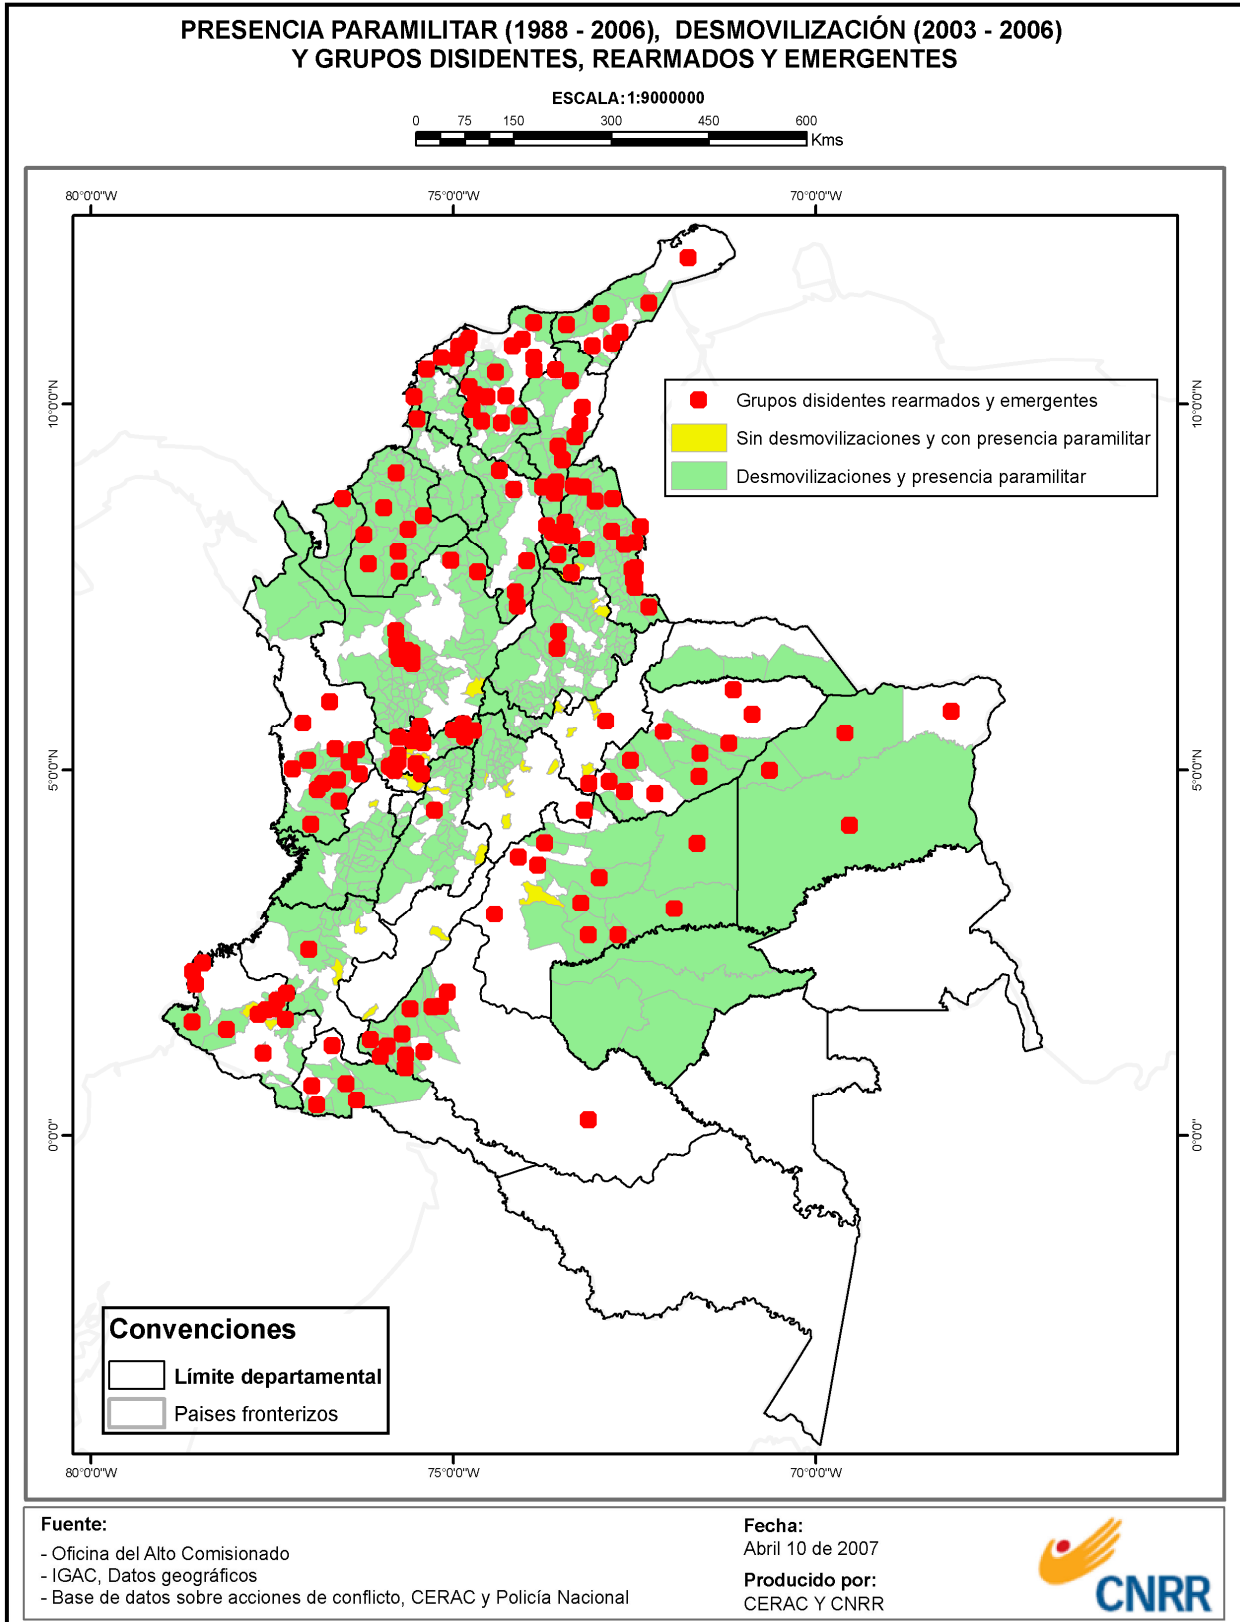 PRESENCIA PARAMILITAR (1988 - 2006), DESMOVILIZACIÓN (2003 - 2006)
Y GRUPOS DISIDENTES, REARMADOS Y EMERGENTES
ESCALA:1:9000000
0 75 150 300 450 600
Kms
80°0'0"W 75°0'0"W 70°0'0"W
10°0'0"N 10°0'0"N
Grupos disidentes rearmados y emergentes
Sin desmovilizaciones y con presencia paramilitar
Desmovilizaciones y presencia paramilitar
5°0'0"N 5°0'0"N
0°0'0" 0°0'0"
Convenciones
Límite departamental
Paises fronterizos
80°0'0"W 75°0'0"W 70°0'0"W
Fuente:
- Oficina del Alto Comisionado
- IGAC, Datos geográficos
- Base de datos sobre acciones de conflicto, CERAC y Policía Nacional
Fecha:
Abril 10 de 2007
Producido por:
CERAC Y CNRR
CNRR